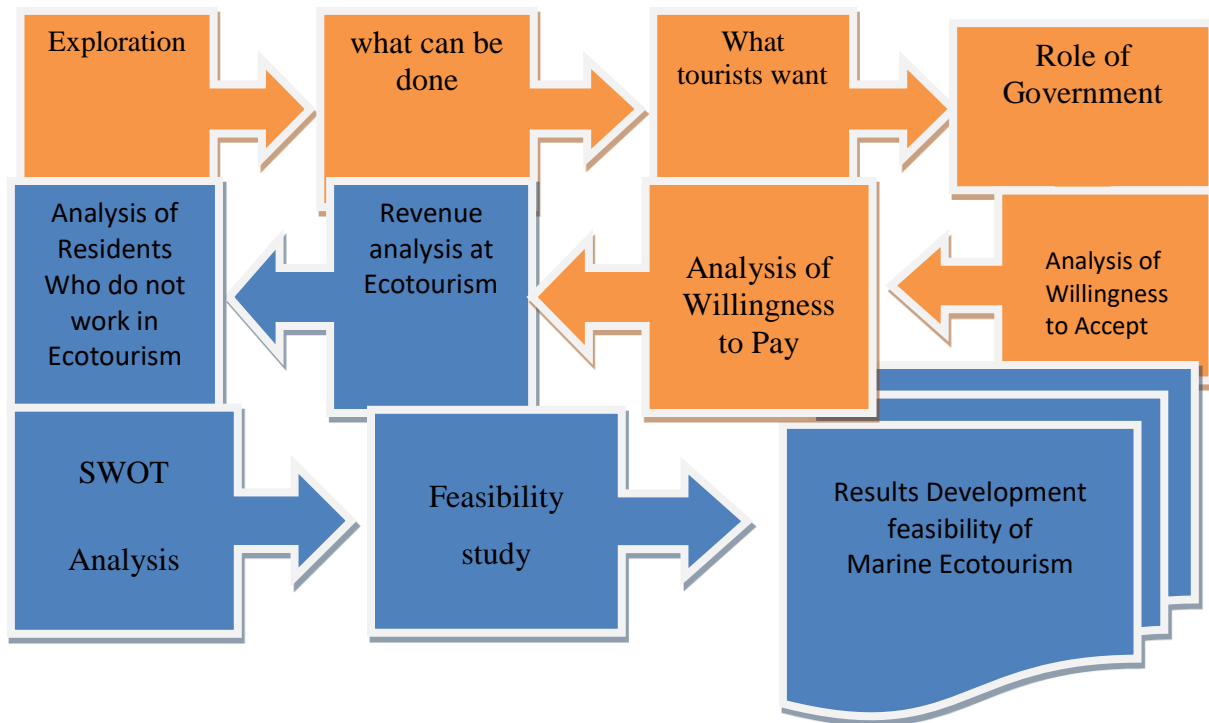 Exploration
what can be
done
What
tourists want
Role of
Government
Analysis of
Residents
Who do not
work in
Ecotourism
Revenue
analysis at
Ecotourism
Analysis of
Willingness
to Pay
Analysis of
Willingness
to Accept
SWOT
Analysis
Feasibility
study
Results Development
feasibility of
Marine Ecotourism